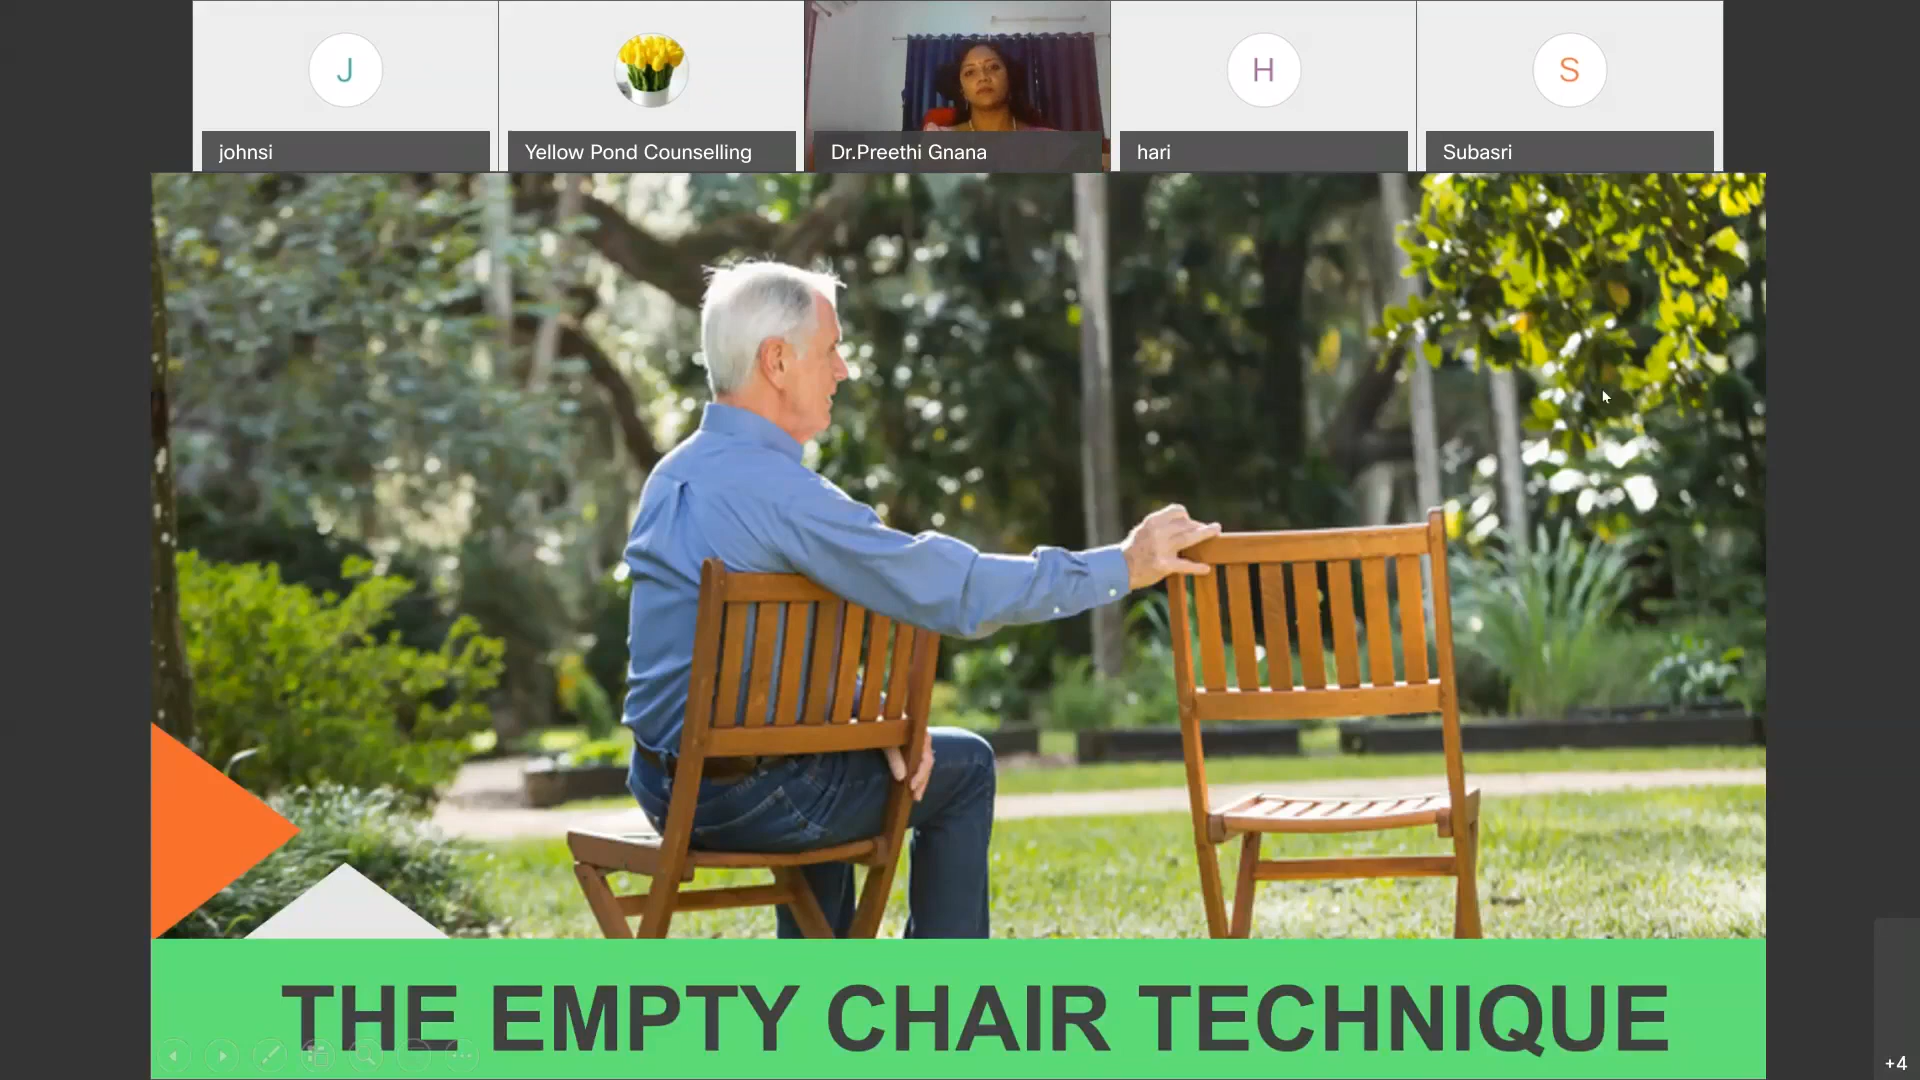 J
H
S
johnsi
Yellow Pond Counselling
Dr.Preethi Gnana
hari
Subasri
THE EMPTY CHAIR TECHNIQUE
+4